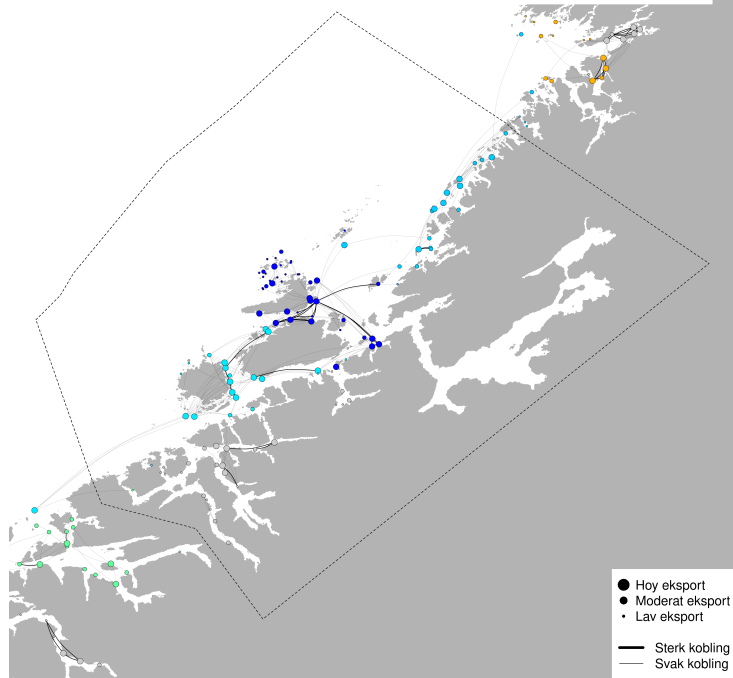 Hoy eksport
Moderat eksport
Lav eksport
Sterk kobling
Svak kobling